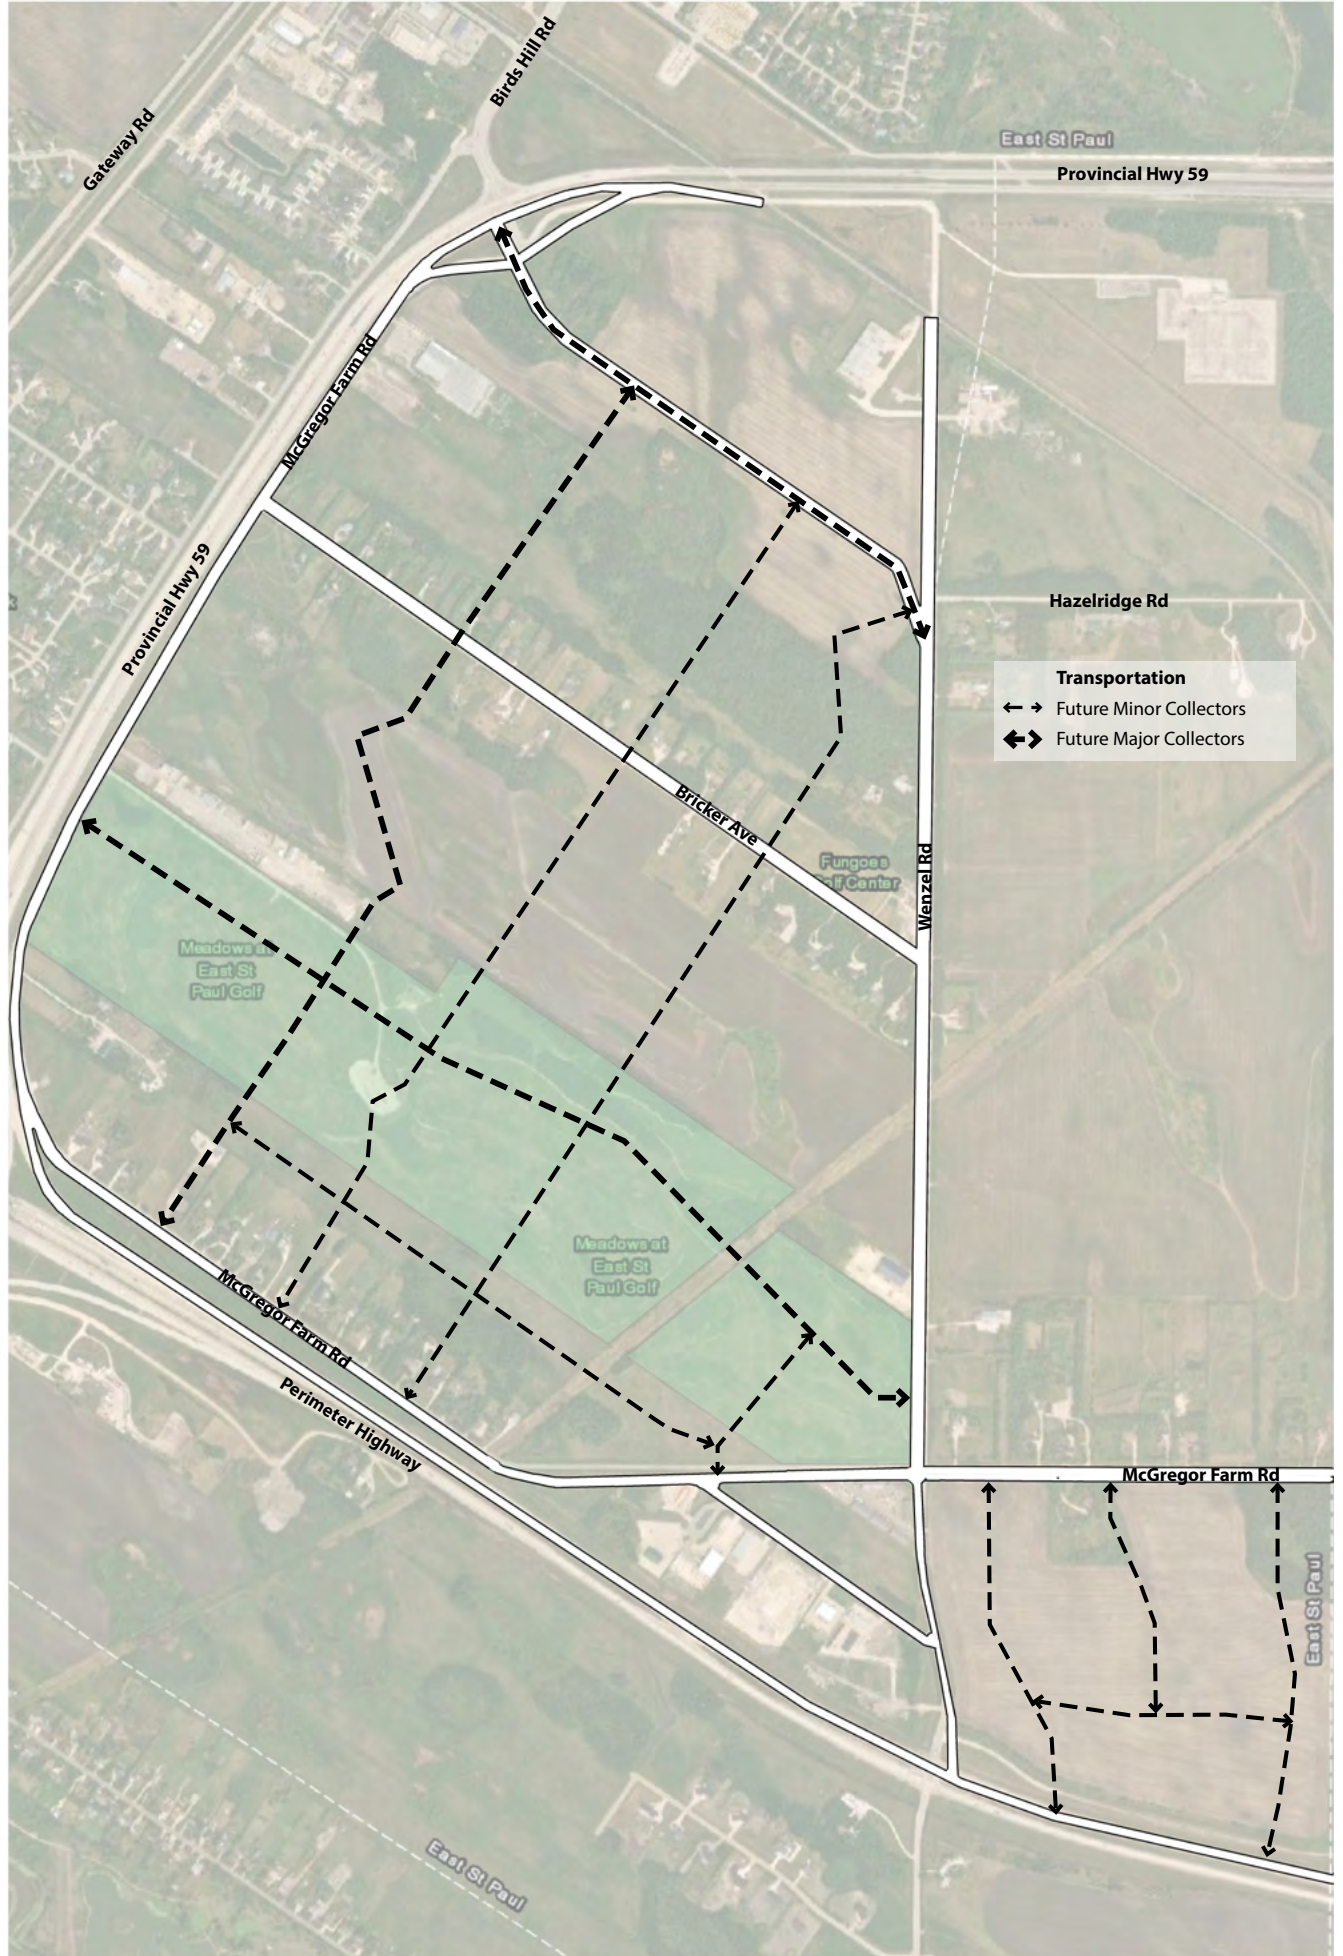 Birds Hill Rd
Gateway Rd
East St Paul
Provincial Hwy 59
McGregor Farm Rd
Provincial Hwy 59
Hazelridge Rd
Transportation
Future Minor Collectors
Future Major Collectors
Bricker Ave
Fungoes
olf Center
Wenzel Rd
Meadows a
East St
Paul Golf
Meadows at
East St
Paul Golf
McGregor Farm Rd
Perimeter Highway
McGregor Farm Rd
East St Paul
East St Paul